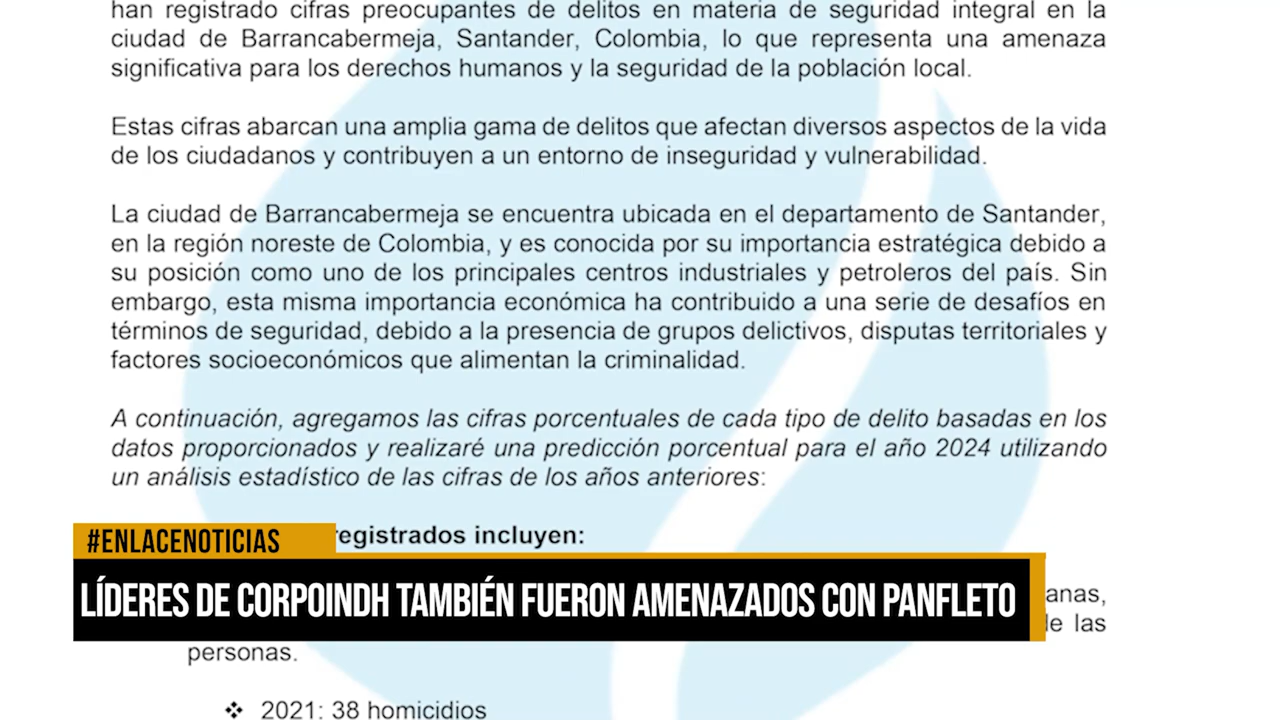 han registrado cifras preocupantes de delitos en materia de seguridad integral en la
ciudad de Barrancabermeja, Santander, Colombia, lo que representa una amenaza
significativa para los derechos humanos y la seguridad de la población local.
Estas cifras abarcan una amplia gama de delitos que afectan diversos aspectos de la vida
de los ciudadanos y contribuyen a un entorno de inseguridad y vulnerabilidad.
La ciudad de Barrancabermeja se encuentra ubicada en el departamento de Santander,
en la región noreste de Colombia, y es conocida por su importancia estratégica debido a
su posición como uno de los principales centros industriales y petroleros del país. Sin
embargo, esta misma importancia económica ha contribuido a una serie de desafíos en
términos de seguridad, debido a la presencia de grupos delictivos, disputas territoriales y
factores socioeconómicos que alimentan la criminalidad.
A continuación, agregamos las cifras porcentuales de cada tipo de delito basadas en los
datos proporcionados y realizaré una predicción porcentual para el año 2024 utilizando
un análisis estadístico de las cifras de los años anteriores:
registrados incluyen:
#ENLACENOTICIAS
LÍDERES DE CORPOINDH TAMBIÉN FUERON AMENAZADOS CON PANFLETO
anas,
de las
personas.
❖ 2021: 38 homicidios